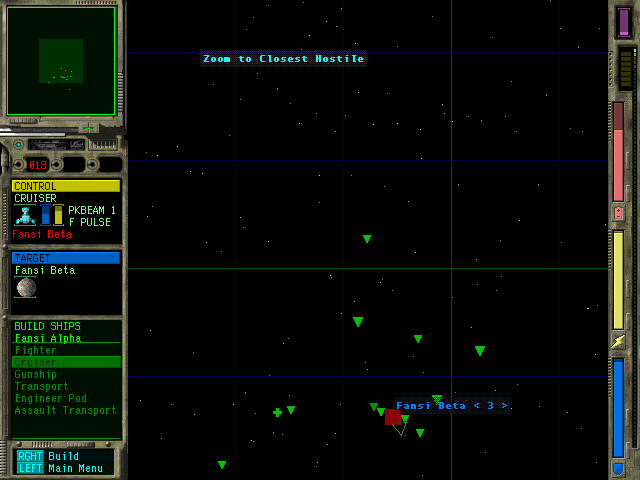 Zoom to Closest Hostile
018
CONTROL
CRUISER
PKBEAM 1
F PULSE
Fansi Beta
TARGET
Fansi Beta
BUILD SHIPS
Fansi Alpha
Fighter
Cruiser
Gunship
Transport
Engineer Pod
Assault Transport
Fansi Beta < 3 >
RGHT Build
LEFT Main Menu